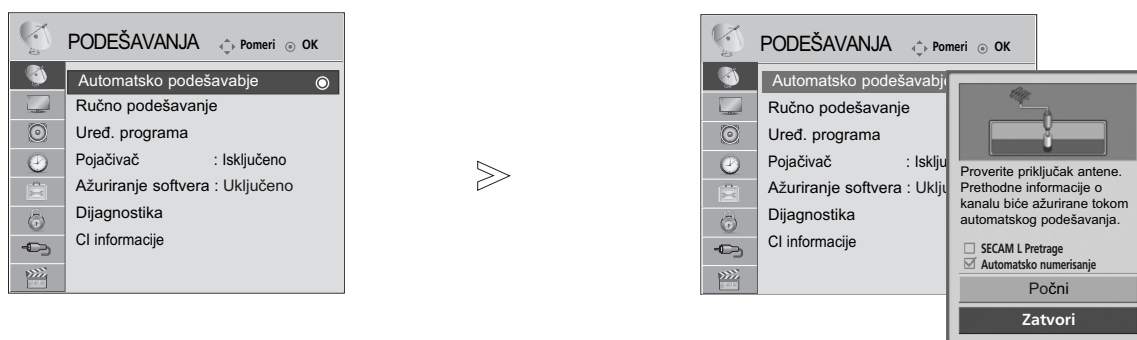 PODEŠAVANJA Pomeri OK
Automatsko podešavabje
Ručno podešavanje
Uređ. programa
Pojačivač : Isključeno
Ažuriranje softvera : Uključeno
Dijagnostika
CI informacije
PODEŠAVANJA Pomeri OK
Automatsko podešavabj
Ručno podešavanje
Uređ. programa
Pojačivač : Isklju
Ažuriranje softvera : Uklju
Dijagnostika
CI informacije
Proverite priključak antene.
Prethodne informacije o
kanalu biće ažurirane tokom
automatskog podešavanja.
SECAM L Pretrage
Automatsko numerisanje
Počni
Zatvori